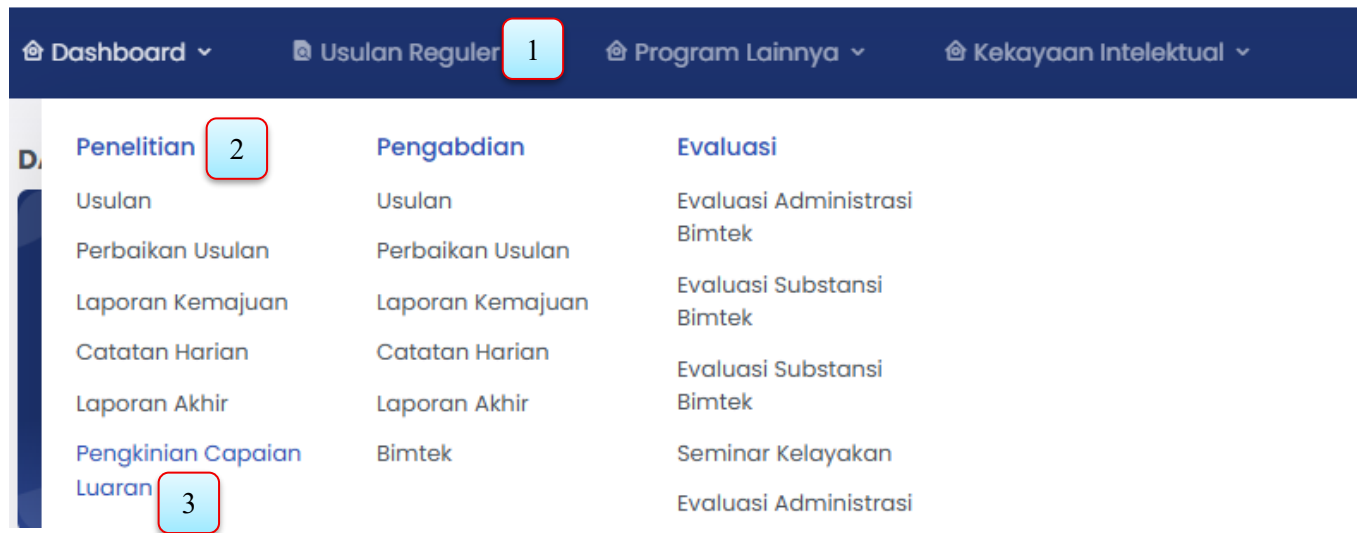 Dashboard
Usulan Reguler
1
Program Lainnya
Kekayaan Intelektual
Penelitian
2
Usulan
Perbaikan Usulan
Laporan Kemajuan
Catatan Harian
Laporan Akhir
Pengkinian Capaian
Luaran
3
Pengabdian
Usulan
Perbaikan Usulan
Laporan Kemajuan
Catatan Harian
Laporan Akhir
Bimtek
Evaluasi
Evaluasi Administrasi
Bimtek
Evaluasi Substansi
Bimtek
Evaluasi Substansi
Bimtek
Seminar Kelayakan
Evaluasi Administrasi